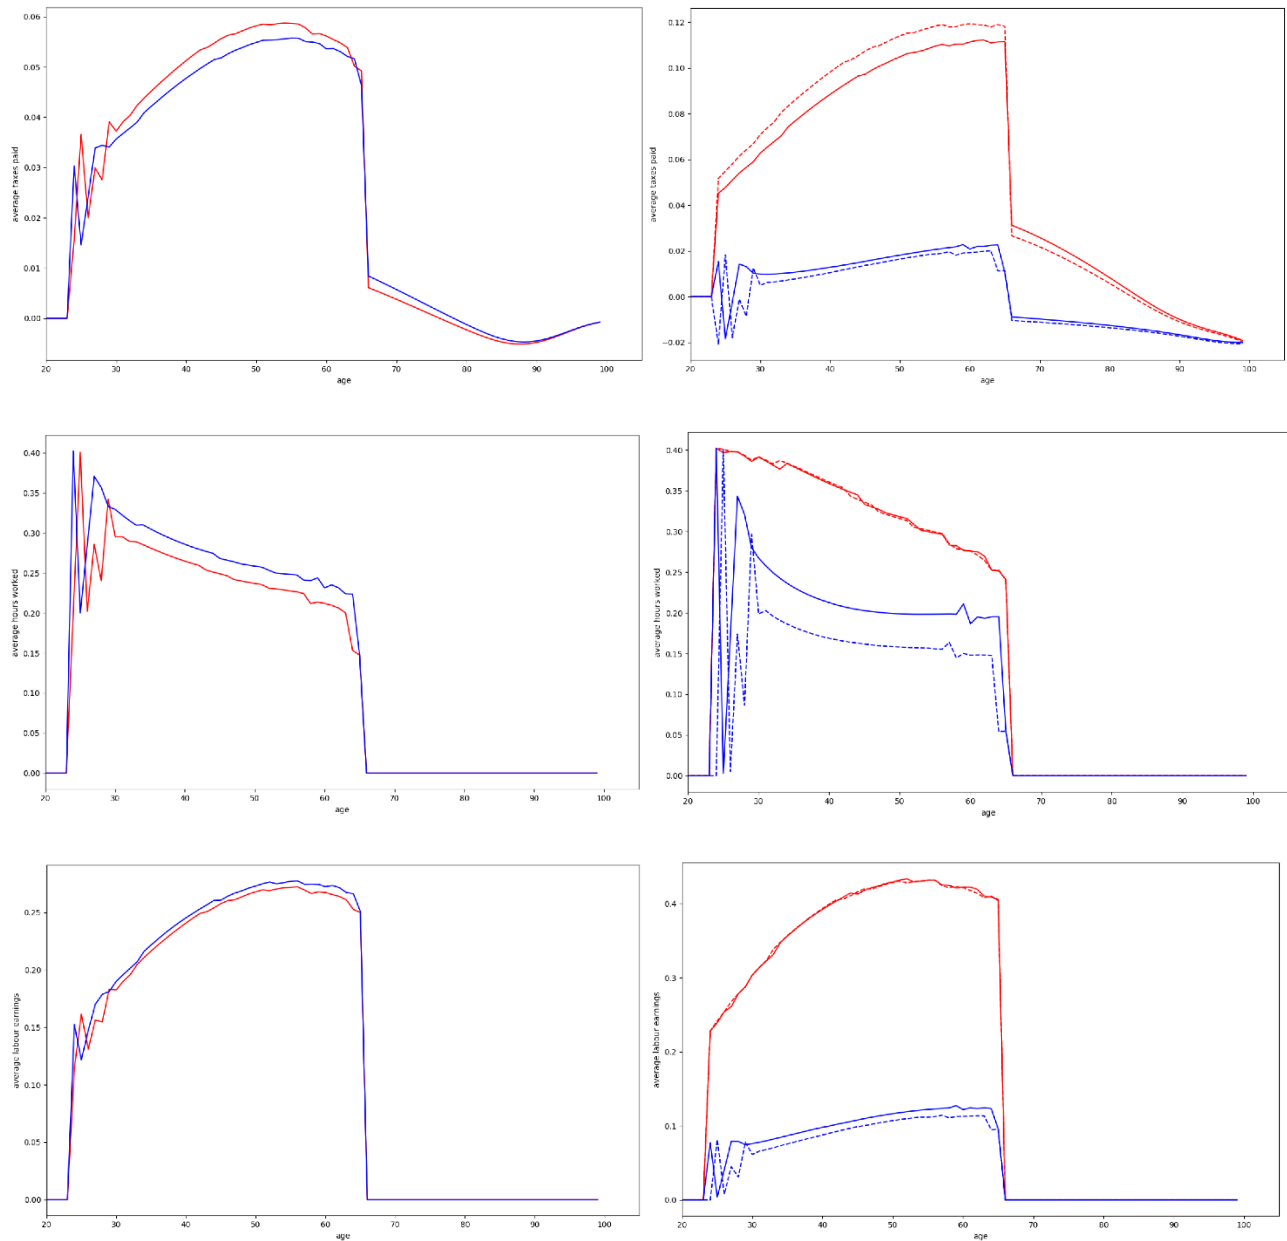 0.06
0.05
0.04
0.03
0.02
0.01
0.00
average taxes paid
20 30 40 50 60 70 80 90 100
age
0.12
0.10
0.08
0.06
0.04
0.02
0.00
−0.02
average taxes paid
20 30 40 50 60 70 80 90 100
age
0.40
0.35
0.30
0.25
0.20
0.15
0.10
0.05
0.00
average hours worked
20 30 40 50 60 70 80 90 100
age
0.40
0.35
0.30
0.25
0.20
0.15
0.10
0.05
0.00
average hours worked
20 30 40 50 60 70 80 90 100
age
0.25
0.20
0.15
0.10
0.05
0.00
average labour earnings
20 30 40 50 60 70 80 90 100
age
0.4
0.3
0.2
0.1
0.0
average labour earnings
20 30 40 50 60 70 80 90 100
age